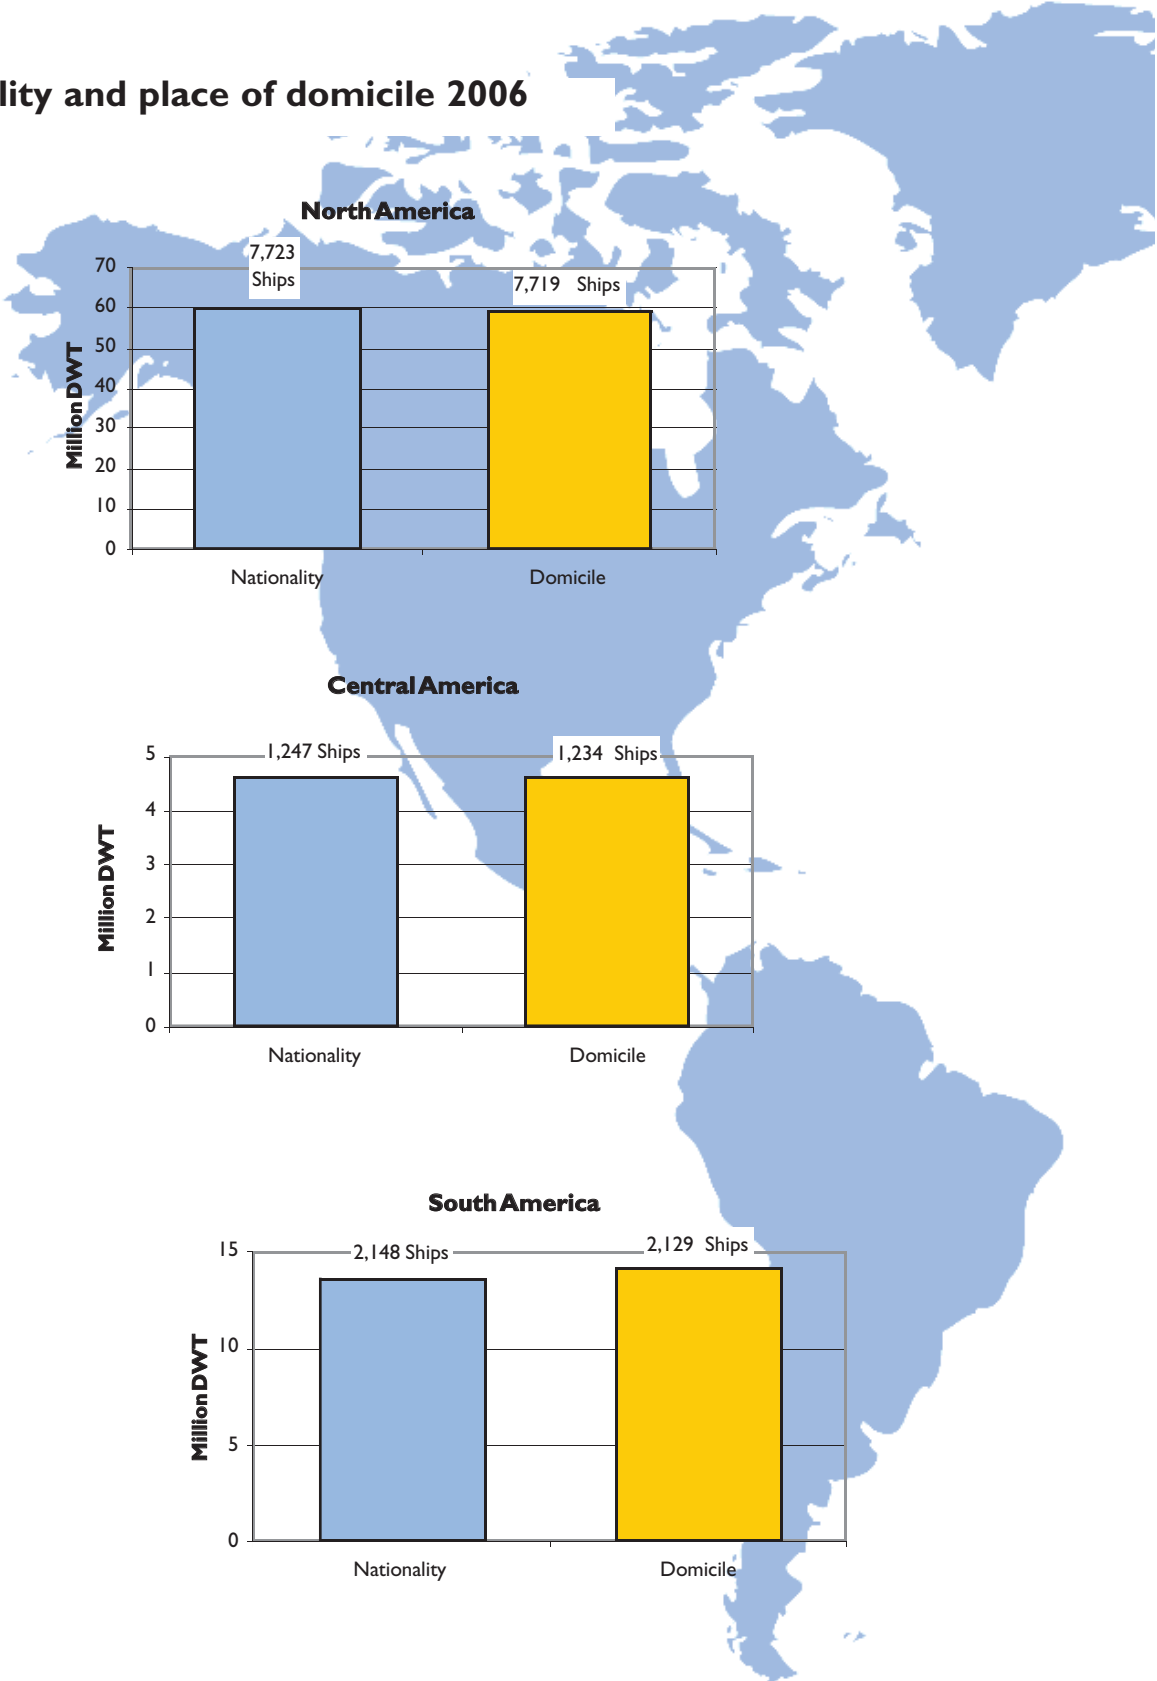 lity and place of domicile 2006
North America
7,723
Ships
7,719 Ships
70
60
50
40
30
20
10
0
Million DWT
Nationality Domicile
Central America
1,247 Ships
1,234 Ships
5
4
3
2
1
0
Million DWT
Nationality Domicile
South America
2,148 Ships
2,129 Ships
15
10
5
0
Million DWT
Nationality Domicile